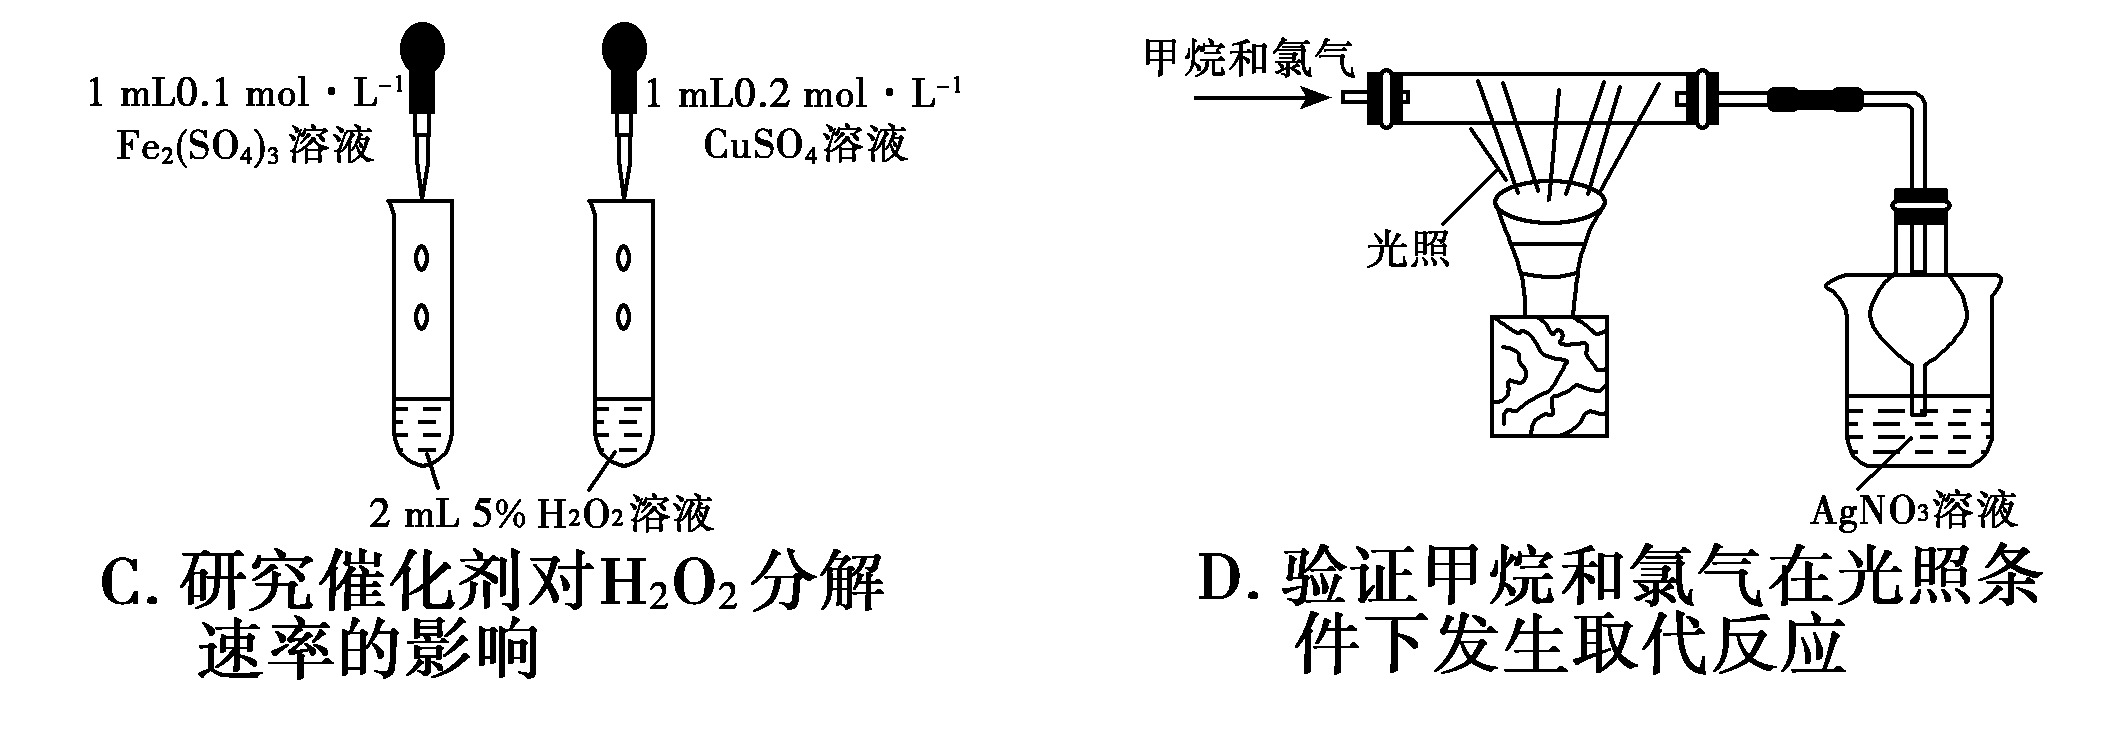 1 mL0.1 mol·L⁻¹
Fe₂(SO₄)₃溶液
1 mL0.2 mol·L⁻¹
CuSO₄溶液
2 mL 5% H₂O₂溶液
C. 研究催化剂对H₂O₂分解
速率的影响
甲烷和氯气
光照
AgNO₃溶液
D. 验证甲烷和氯气在光照条
件下发生取代反应